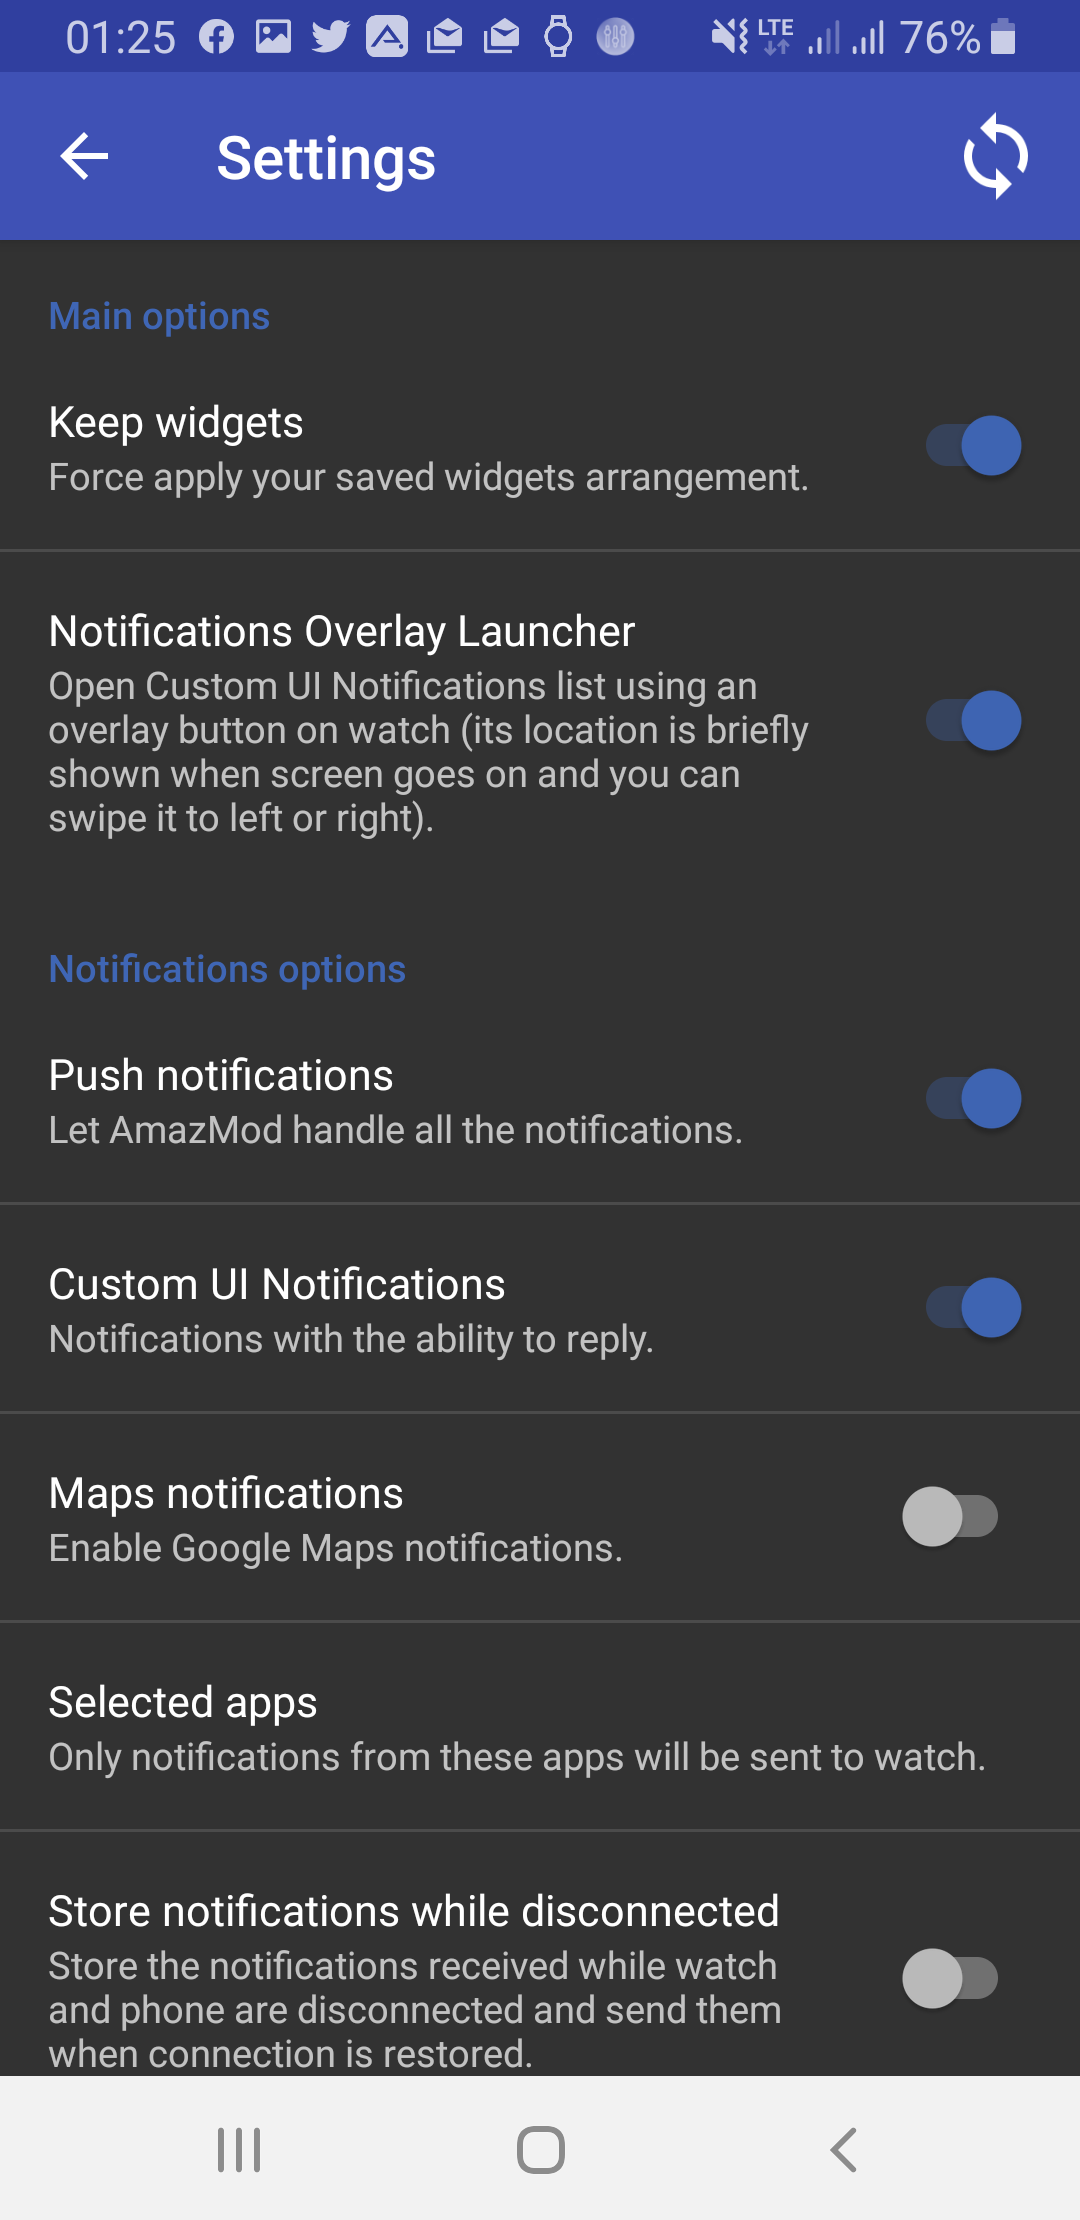 01:25
LTE
76%
Settings
Main options
Keep widgets
Force apply your saved widgets arrangement.
Notifications Overlay Launcher
Open Custom UI Notifications list using an
overlay button on watch (its location is briefly
shown when screen goes on and you can
swipe it to left or right).
Notifications options
Push notifications
Let AmazMod handle all the notifications.
Custom UI Notifications
Notifications with the ability to reply.
Maps notifications
Enable Google Maps notifications.
Selected apps
Only notifications from these apps will be sent to watch.
Store notifications while disconnected
Store the notifications received while watch
and phone are disconnected and send them
when connection is restored.